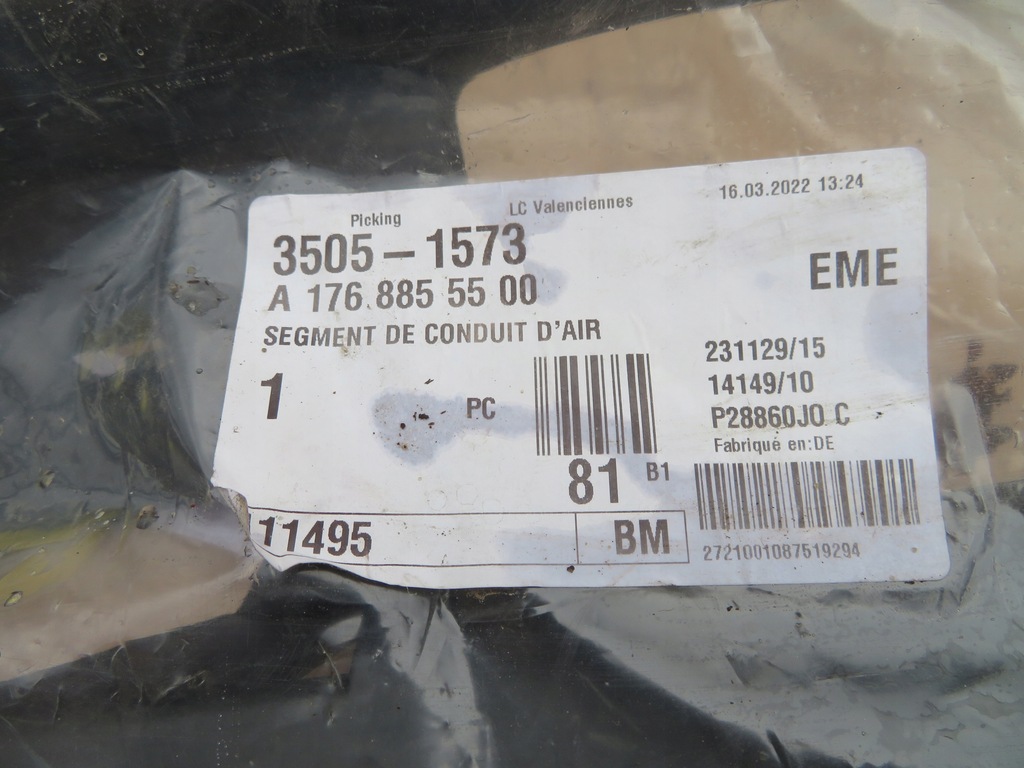 Picking
LC Valenciennes
16.03.2022 13:24
3505-1573
EME
A 176 885 55 00
SEGMENT DE CONDUIT D'AIR
1
PC
231129/15
14149/10
P28860JO C
Fabriqué en:DE
81 B1
11495
BM
2721001087519294